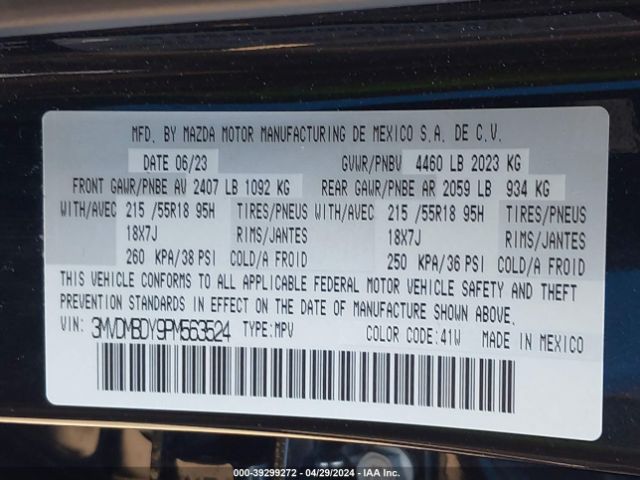 MFD. BY MAZDA MOTOR MANUFACTURING DE MEXICO S.A. DE C.V.
DATE 06/23 GVWR/PNBV 4460 LB 2023 KG
FRONT GAWR/PNBE AV 2407 LB 1092 KG REAR GAWR/PNBE AR 2059 LB 934 KG
WITH/AVEC 215 /55R18 95H TIRES/PNEUS WITH/AVEC 215 /55R18 95H TIRES/PNEUS
18X7J RIMS/JANTES 18X7J RIMS/JANTES
260 KPA/38 PSI COLD/A FROID 250 KPA/36 PSI COLD/A FROID
THIS VEHICLE CONFORMS TO ALL APPLICABLE FEDERAL MOTOR VEHICLE SAFETY AND THEFT
PREVENTION STANDARDS IN EFFECT ON THE DATE OF MANUFACTURE SHOWN ABOVE.
VIN: 3MVDMBDY9PM563524 TYPE:MPV COLOR CODE:41W MADE IN MEXICO
000-39299272 - 04/29/2024 - IAA Inc.